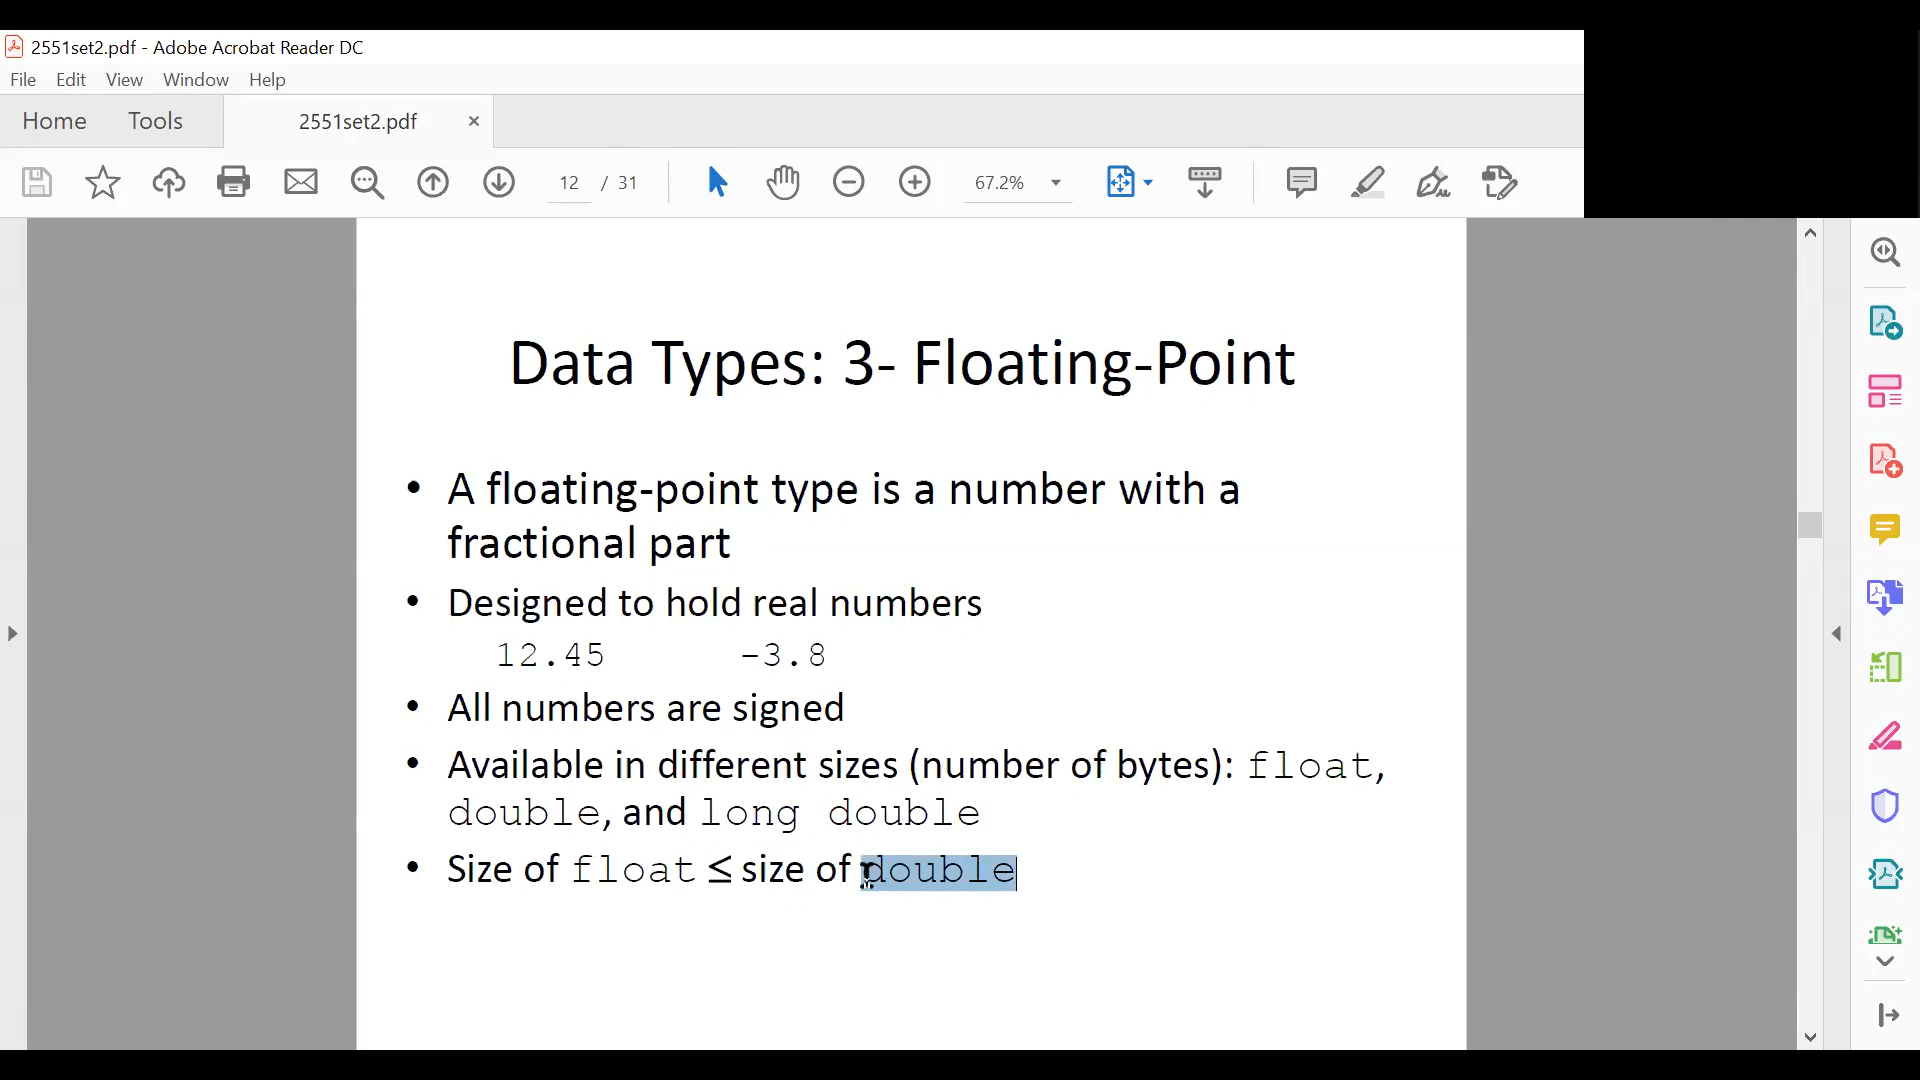 2551set2.pdf - Adobe Acrobat Reader DC
File Edit View Window Help
Home Tools 2551set2.pdf ×
12 / 31 67.2%
Data Types: 3- Floating-Point
• A floating-point type is a number with a
fractional part
• Designed to hold real numbers
12.45 -3.8
• All numbers are signed
• Available in different sizes (number of bytes): float,
double, and long double
• Size of float ≤ size of double